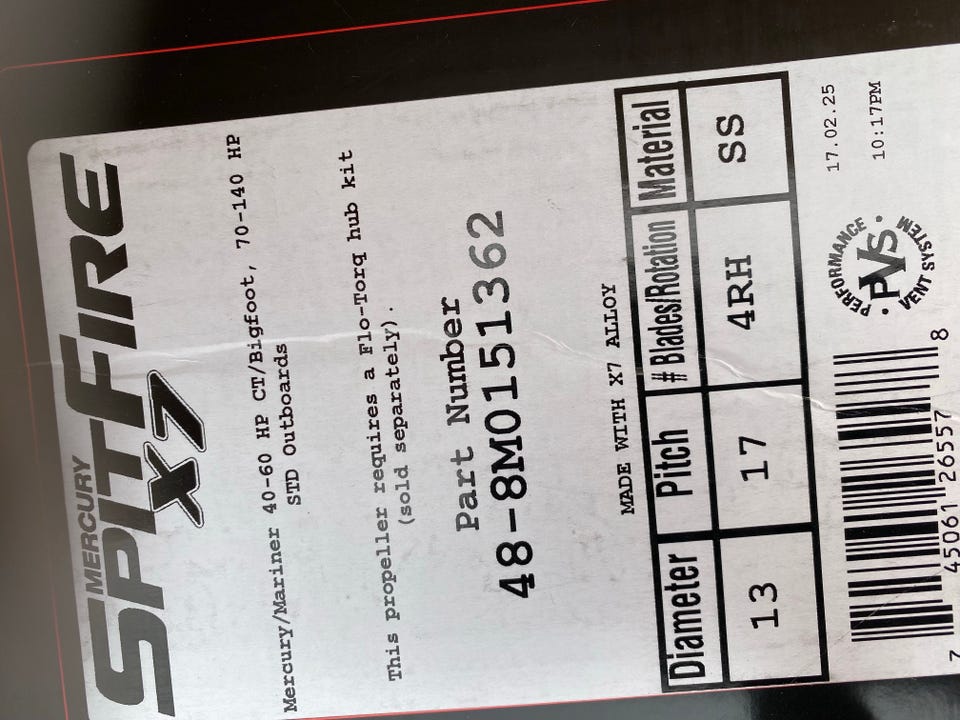 MERCURY
SPITFIRE
X7
Mercury/Mariner 40-60 HP CT/Bigfoot, 70-140 HP
STD Outboards
This propeller requires a Flo-Torq hub kit
(sold separately).
Part Number
48-8M0151362
MADE WITH X7 ALLOY
Diameter Pitch # Blades/Rotation Material
13 17 4RH SS
7 45061 26557 8
PERFORMANCE
PVS
VENT SYSTEM
17.02.25
10:17PM